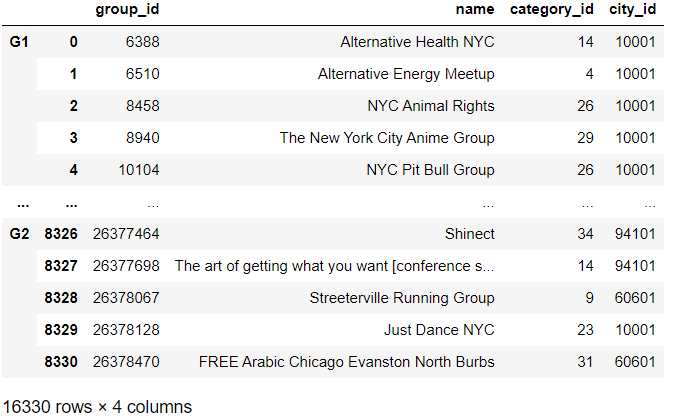 group_id name category_id city_id
G1 0 6388 Alternative Health NYC 14 10001
1 6510 Alternative Energy Meetup 4 10001
2 8458 NYC Animal Rights 26 10001
3 8940 The New York City Anime Group 29 10001
4 10104 NYC Pit Bull Group 26 10001
... ... ... ... ... ...
G2 8326 26377464 Shinect 34 94101
8327 26377698 The art of getting what you want [conference s... 14 94101
8328 26378067 Streeterville Running Group 9 60601
8329 26378128 Just Dance NYC 23 10001
8330 26378470 FREE Arabic Chicago Evanston North Burbs 31 60601
16330 rows × 4 columns